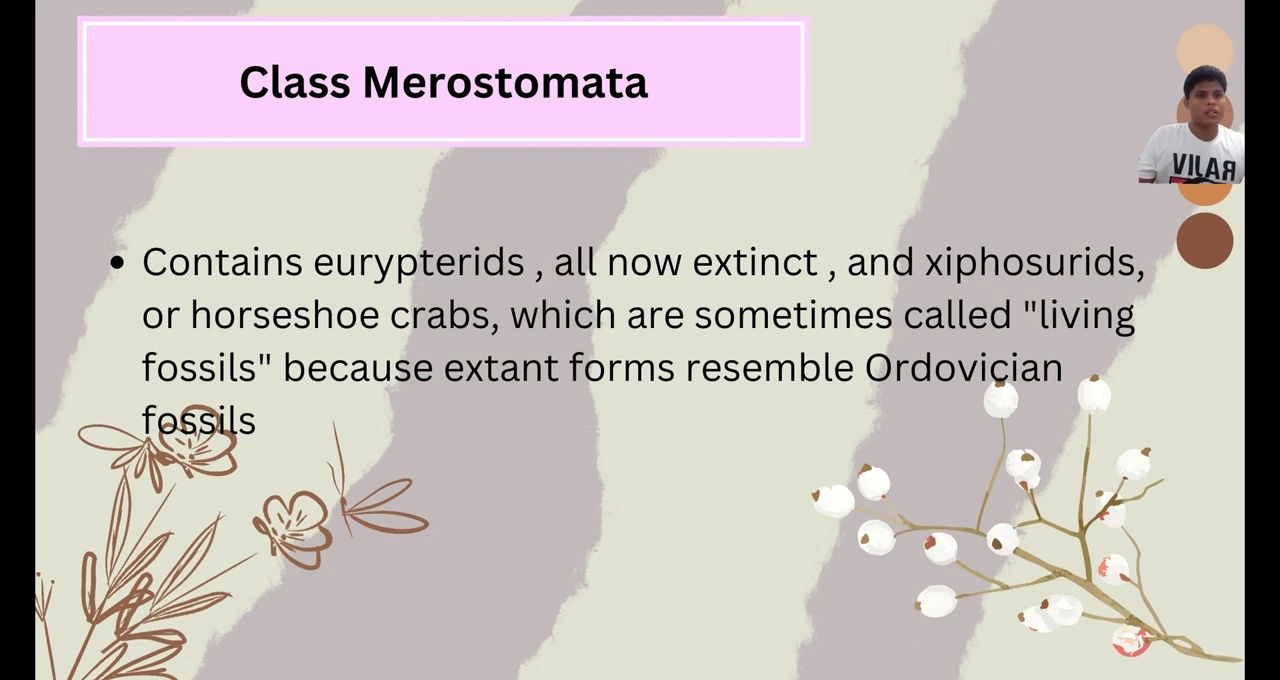 Class Merostomata
VILAR
• Contains eurypterids , all now extinct , and xiphosurids,
or horseshoe crabs, which are sometimes called "living
fossils" because extant forms resemble Ordovician
fossils